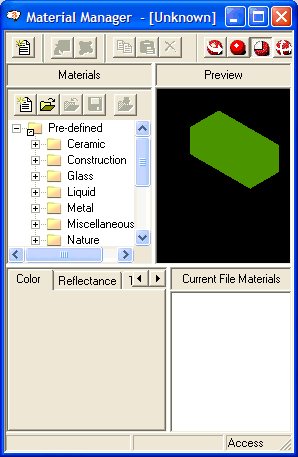 Material Manager - [Unknown]
Materials
Preview
Pre-defined
Ceramic
Construction
Glass
Liquid
Metal
Miscellaneous
Nature
Color
Reflectance
Current File Materials
Access